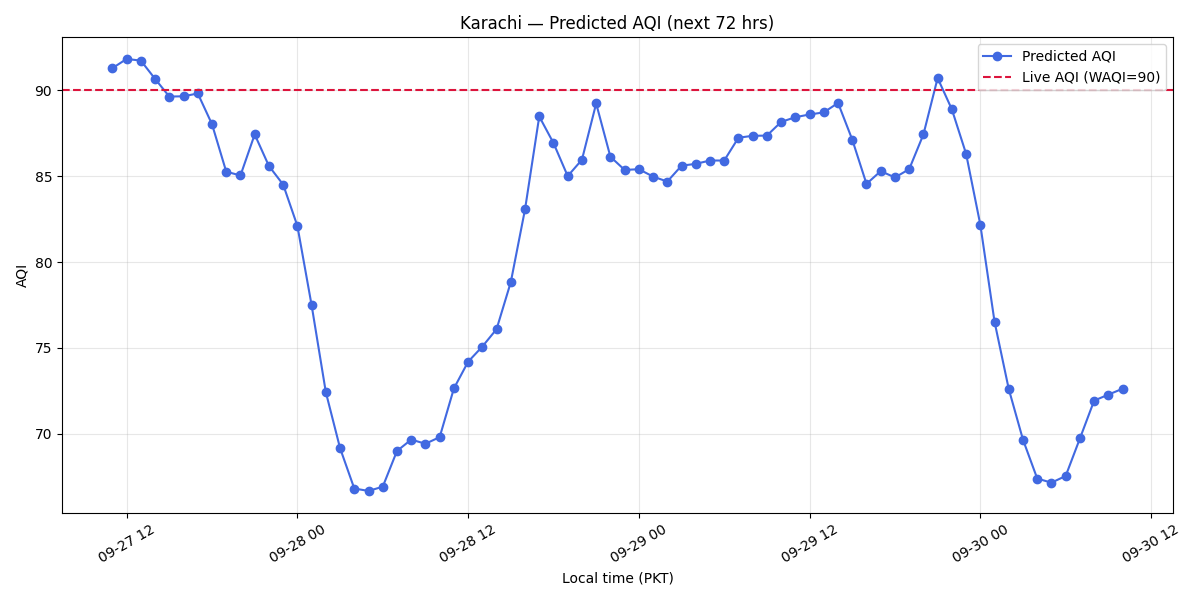 Karachi — Predicted AQI (next 72 hrs)
Predicted AQI
Live AQI (WAQI=90)
AQI
90
85
80
75
70
09-27 12
09-28 00
09-28 12
09-29 00
09-29 12
09-30 00
09-30 12
Local time (PKT)